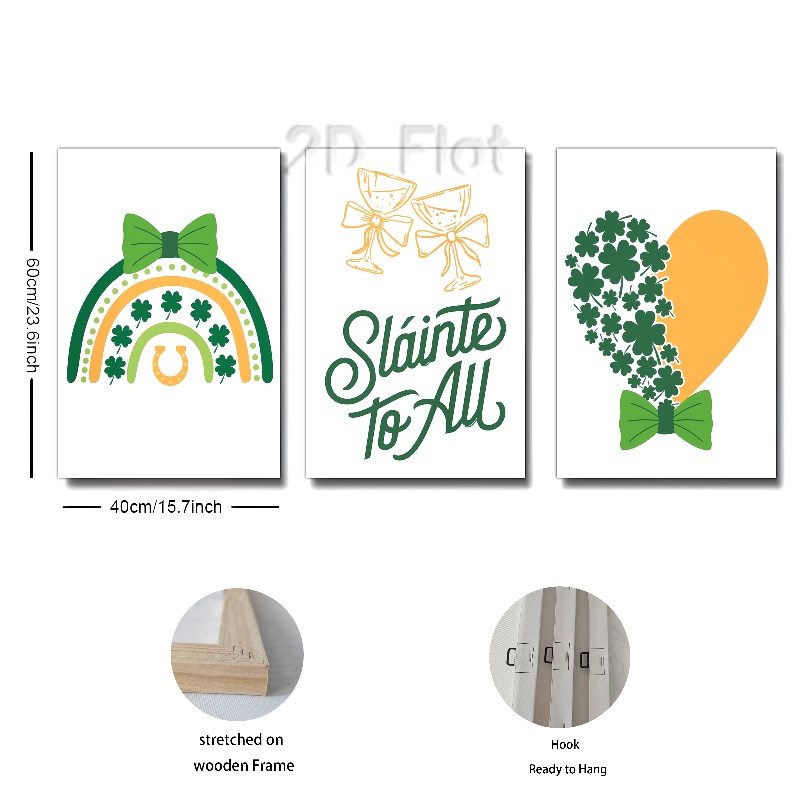 2D Flat
60cm/23.6inch
Sláinte
To All
40cm/15.7inch
stretched on
wooden Frame
Hook
Ready to Hang